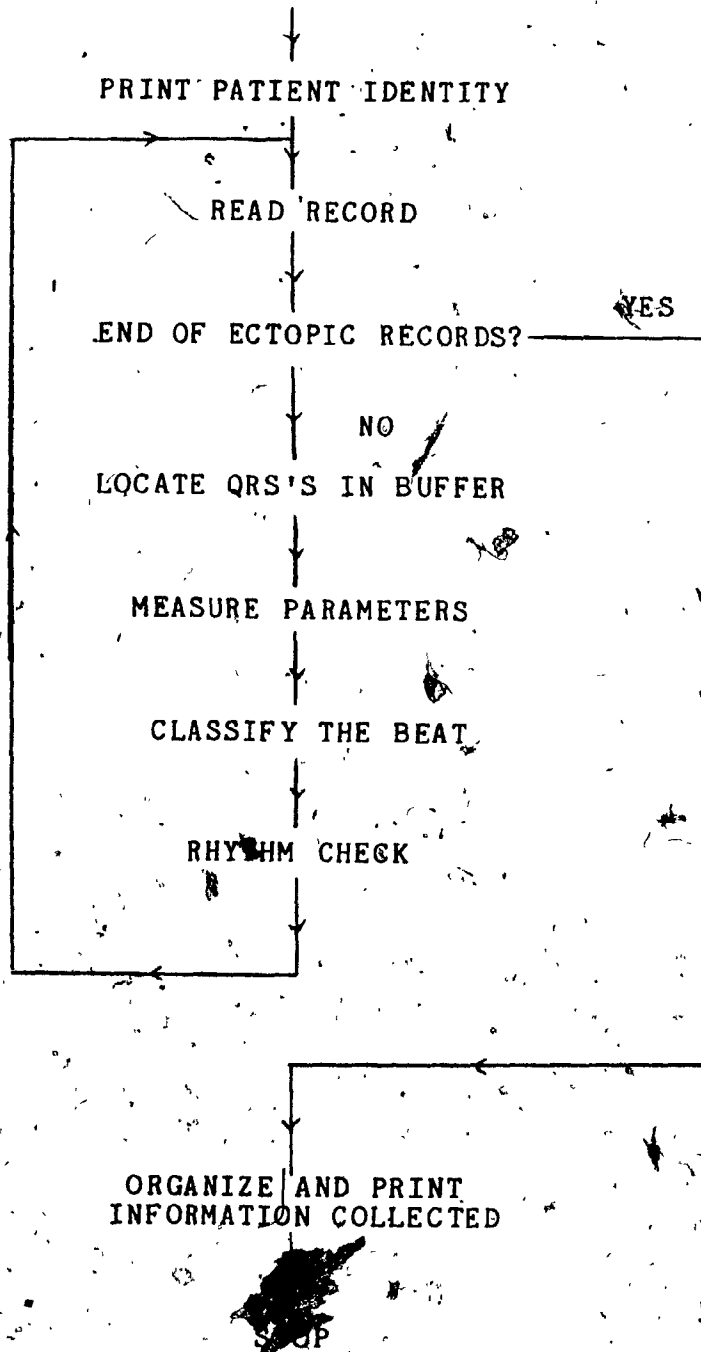 PRINT PATIENT IDENTITY
READ RECORD
YES
END OF ECTOPIC RECORDS?
NO
LOCATE QRS'S IN BUFFER
MEASURE PARAMETERS
CLASSIFY THE BEAT
RHYTHM CHECK
ORGANIZE AND PRINT
INFORMATION COLLECTED
STOP